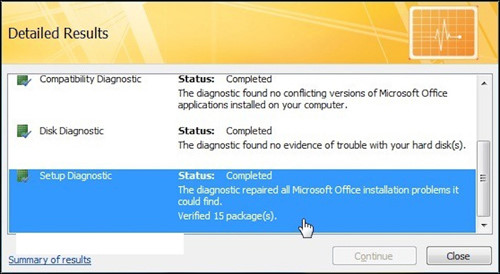 Detailed Results
Compatibility Diagnostic Status: Completed
The diagnostic found no conflicting versions of Microsoft Office
applications installed on your computer.
Disk Diagnostic Status: Completed
The diagnostic found no evidence of trouble with your hard disk(s).
Setup Diagnostic Status: Completed
The diagnostic repaired all Microsoft Office installation problems it
could find.
Verified 15 package(s).
Summary of results
Continue Close